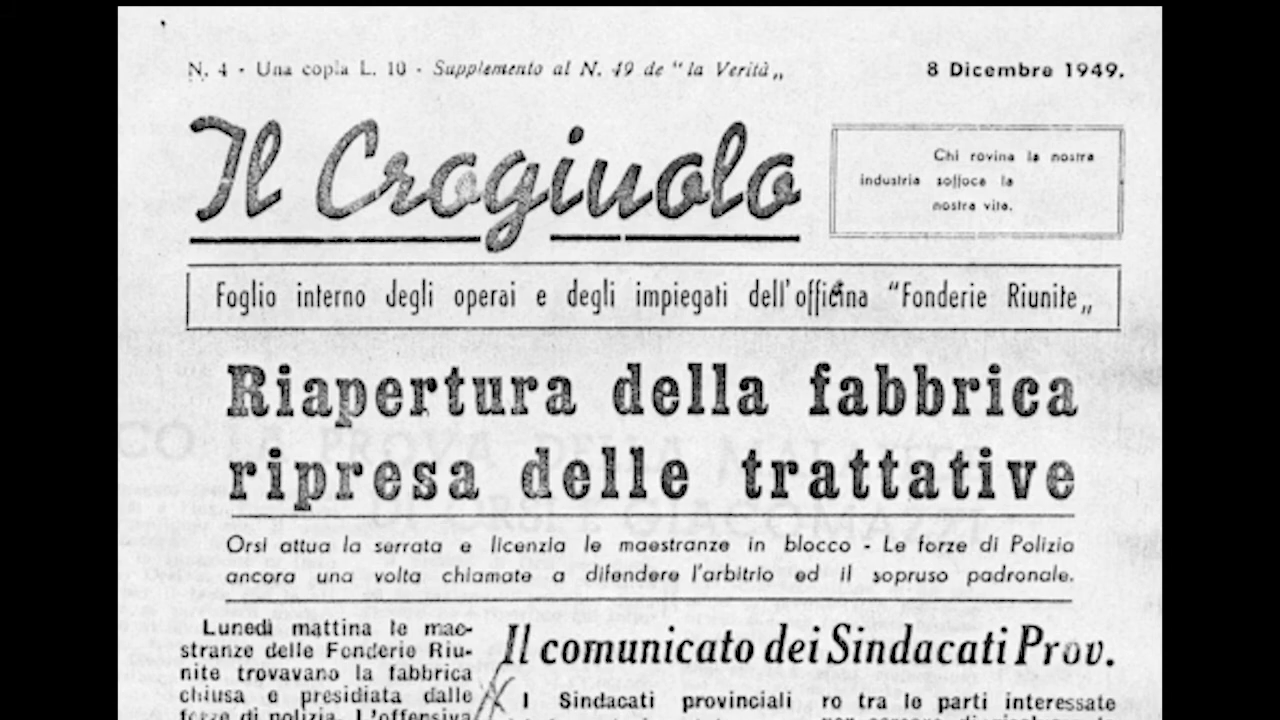 N. 4 - Una copia L. 10 - Supplemento al N. 49 de "la Verità„
8 Dicembre 1949.
Il Crogiuolo
Chi rovina la nostra
industria soffoca la
nostra vita.
Foglio interno degli operai e degli impiegati dell'officina "Fonderie Riunite„
Riapertura della fabbrica
ripresa delle trattative
Orsi attua la serrata e licenzia le maestranze in blocco - Le forze di Polizia
ancora una volta chiamate a difendere l'arbitrio ed il sopruso padronale.
Lunedì mattina le mae-
stranze delle Fonderie Riu-
nite trovavano la fabbrica
chiusa e presidiata dalle
forze di polizia. L'offensiva
Il comunicato dei Sindacati Prov.
I Sindacati provinciali
ro tra le parti interessate